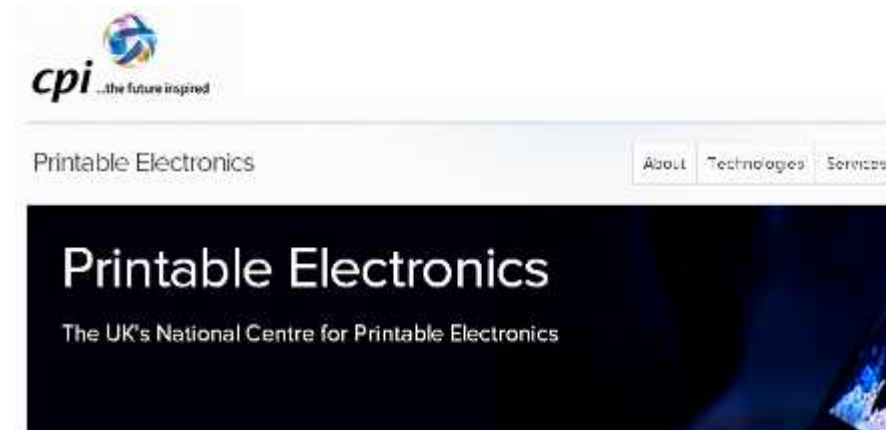 cpi ...the future inspired
Printable Electronics
About Technologies Services
Printable Electronics
The UK's National Centre for Printable Electronics